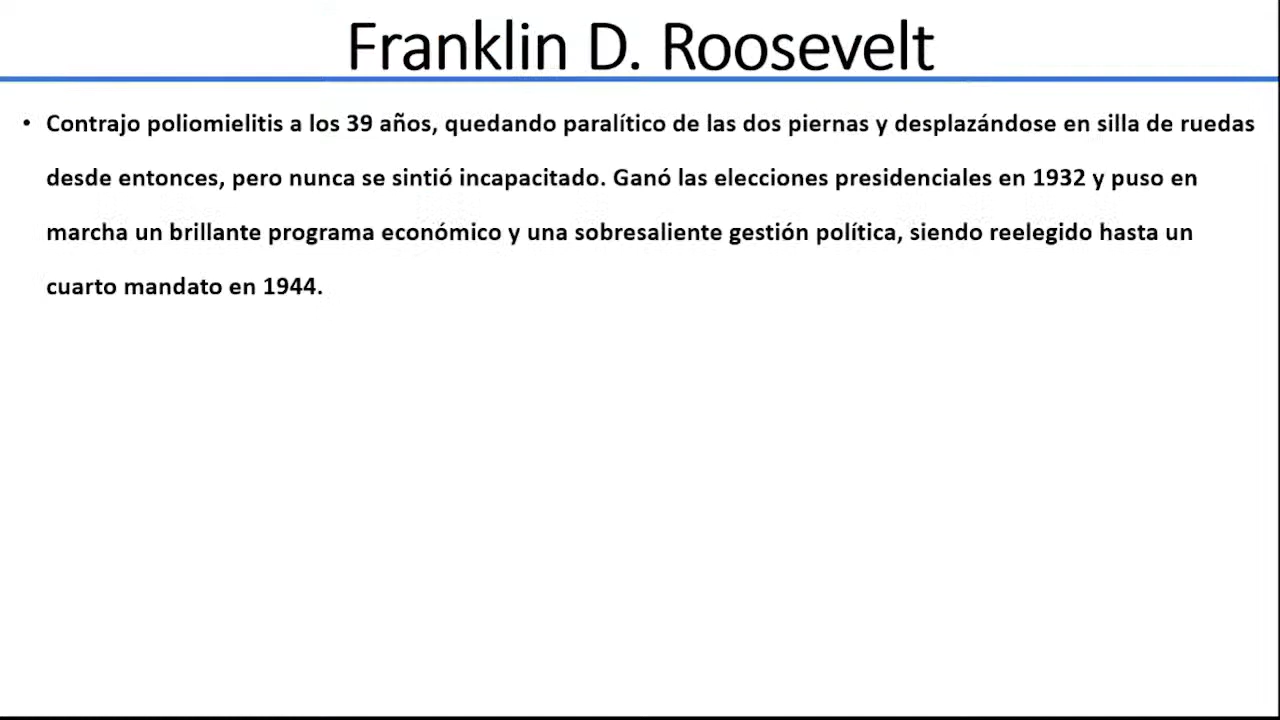 Franklin D. Roosevelt
• Contrajo poliomielitis a los 39 años, quedando paralítico de las dos piernas y desplazándose en silla de ruedas
desde entonces, pero nunca se sintió incapacitado. Ganó las elecciones presidenciales en 1932 y puso en
marcha un brillante programa económico y una sobresaliente gestión política, siendo reelegido hasta un
cuarto mandato en 1944.